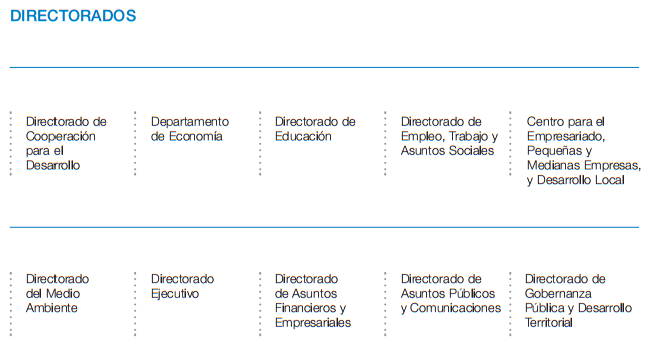 DIRECTORADOS
Directorado de
Cooperación
para el
Desarrollo
Departamento
de Economía
Directorado de
Educación
Directorado de
Empleo, Trabajo y
Asuntos Sociales
Centro para el
Empresariado,
Pequeñas y
Medianas Empresas,
y Desarrollo Local
Directorado
del Medio
Ambiente
Directorado
Ejecutivo
Directorado
de Asuntos
Financieros y
Empresariales
Directorado de
Asuntos Públicos
y Comunicaciones
Directorado de
Gobernanza
Pública y Desarrollo
Territorial